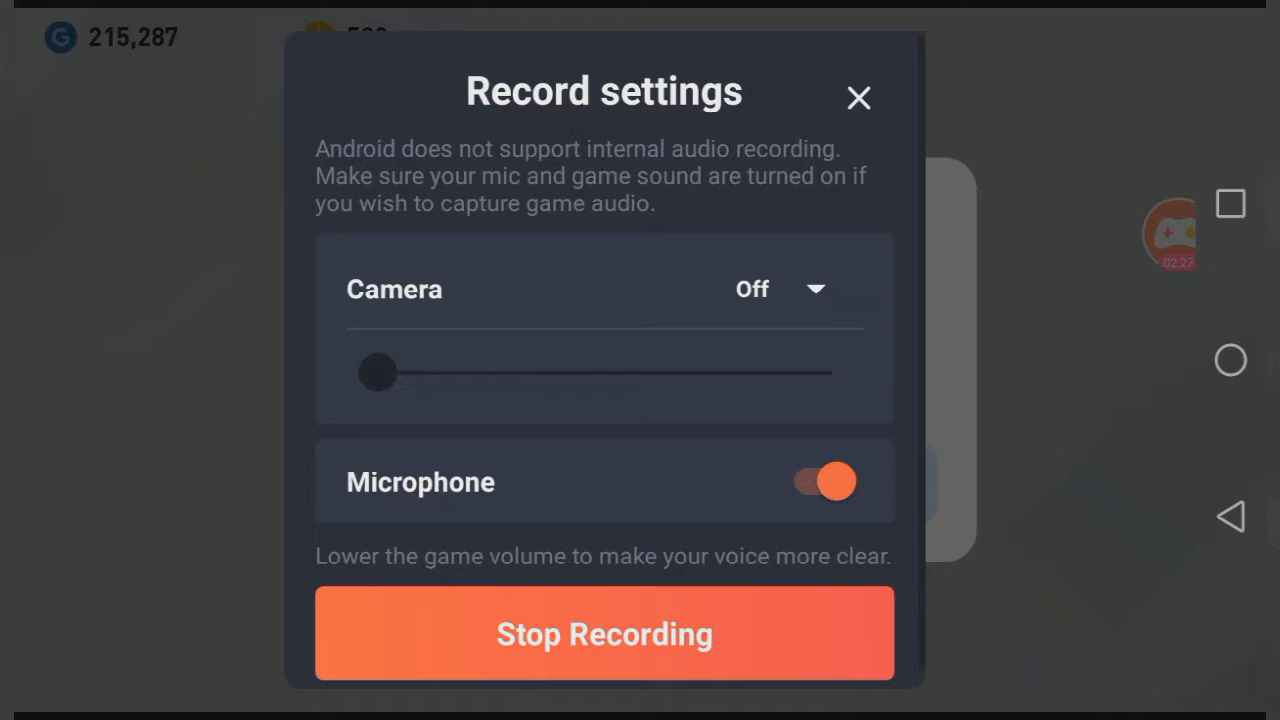 G 215,287
Record settings
Android does not support internal audio recording.
Make sure your mic and game sound are turned on if
you wish to capture game audio.
Camera Off
Microphone
Lower the game volume to make your voice more clear.
Stop Recording
02:27